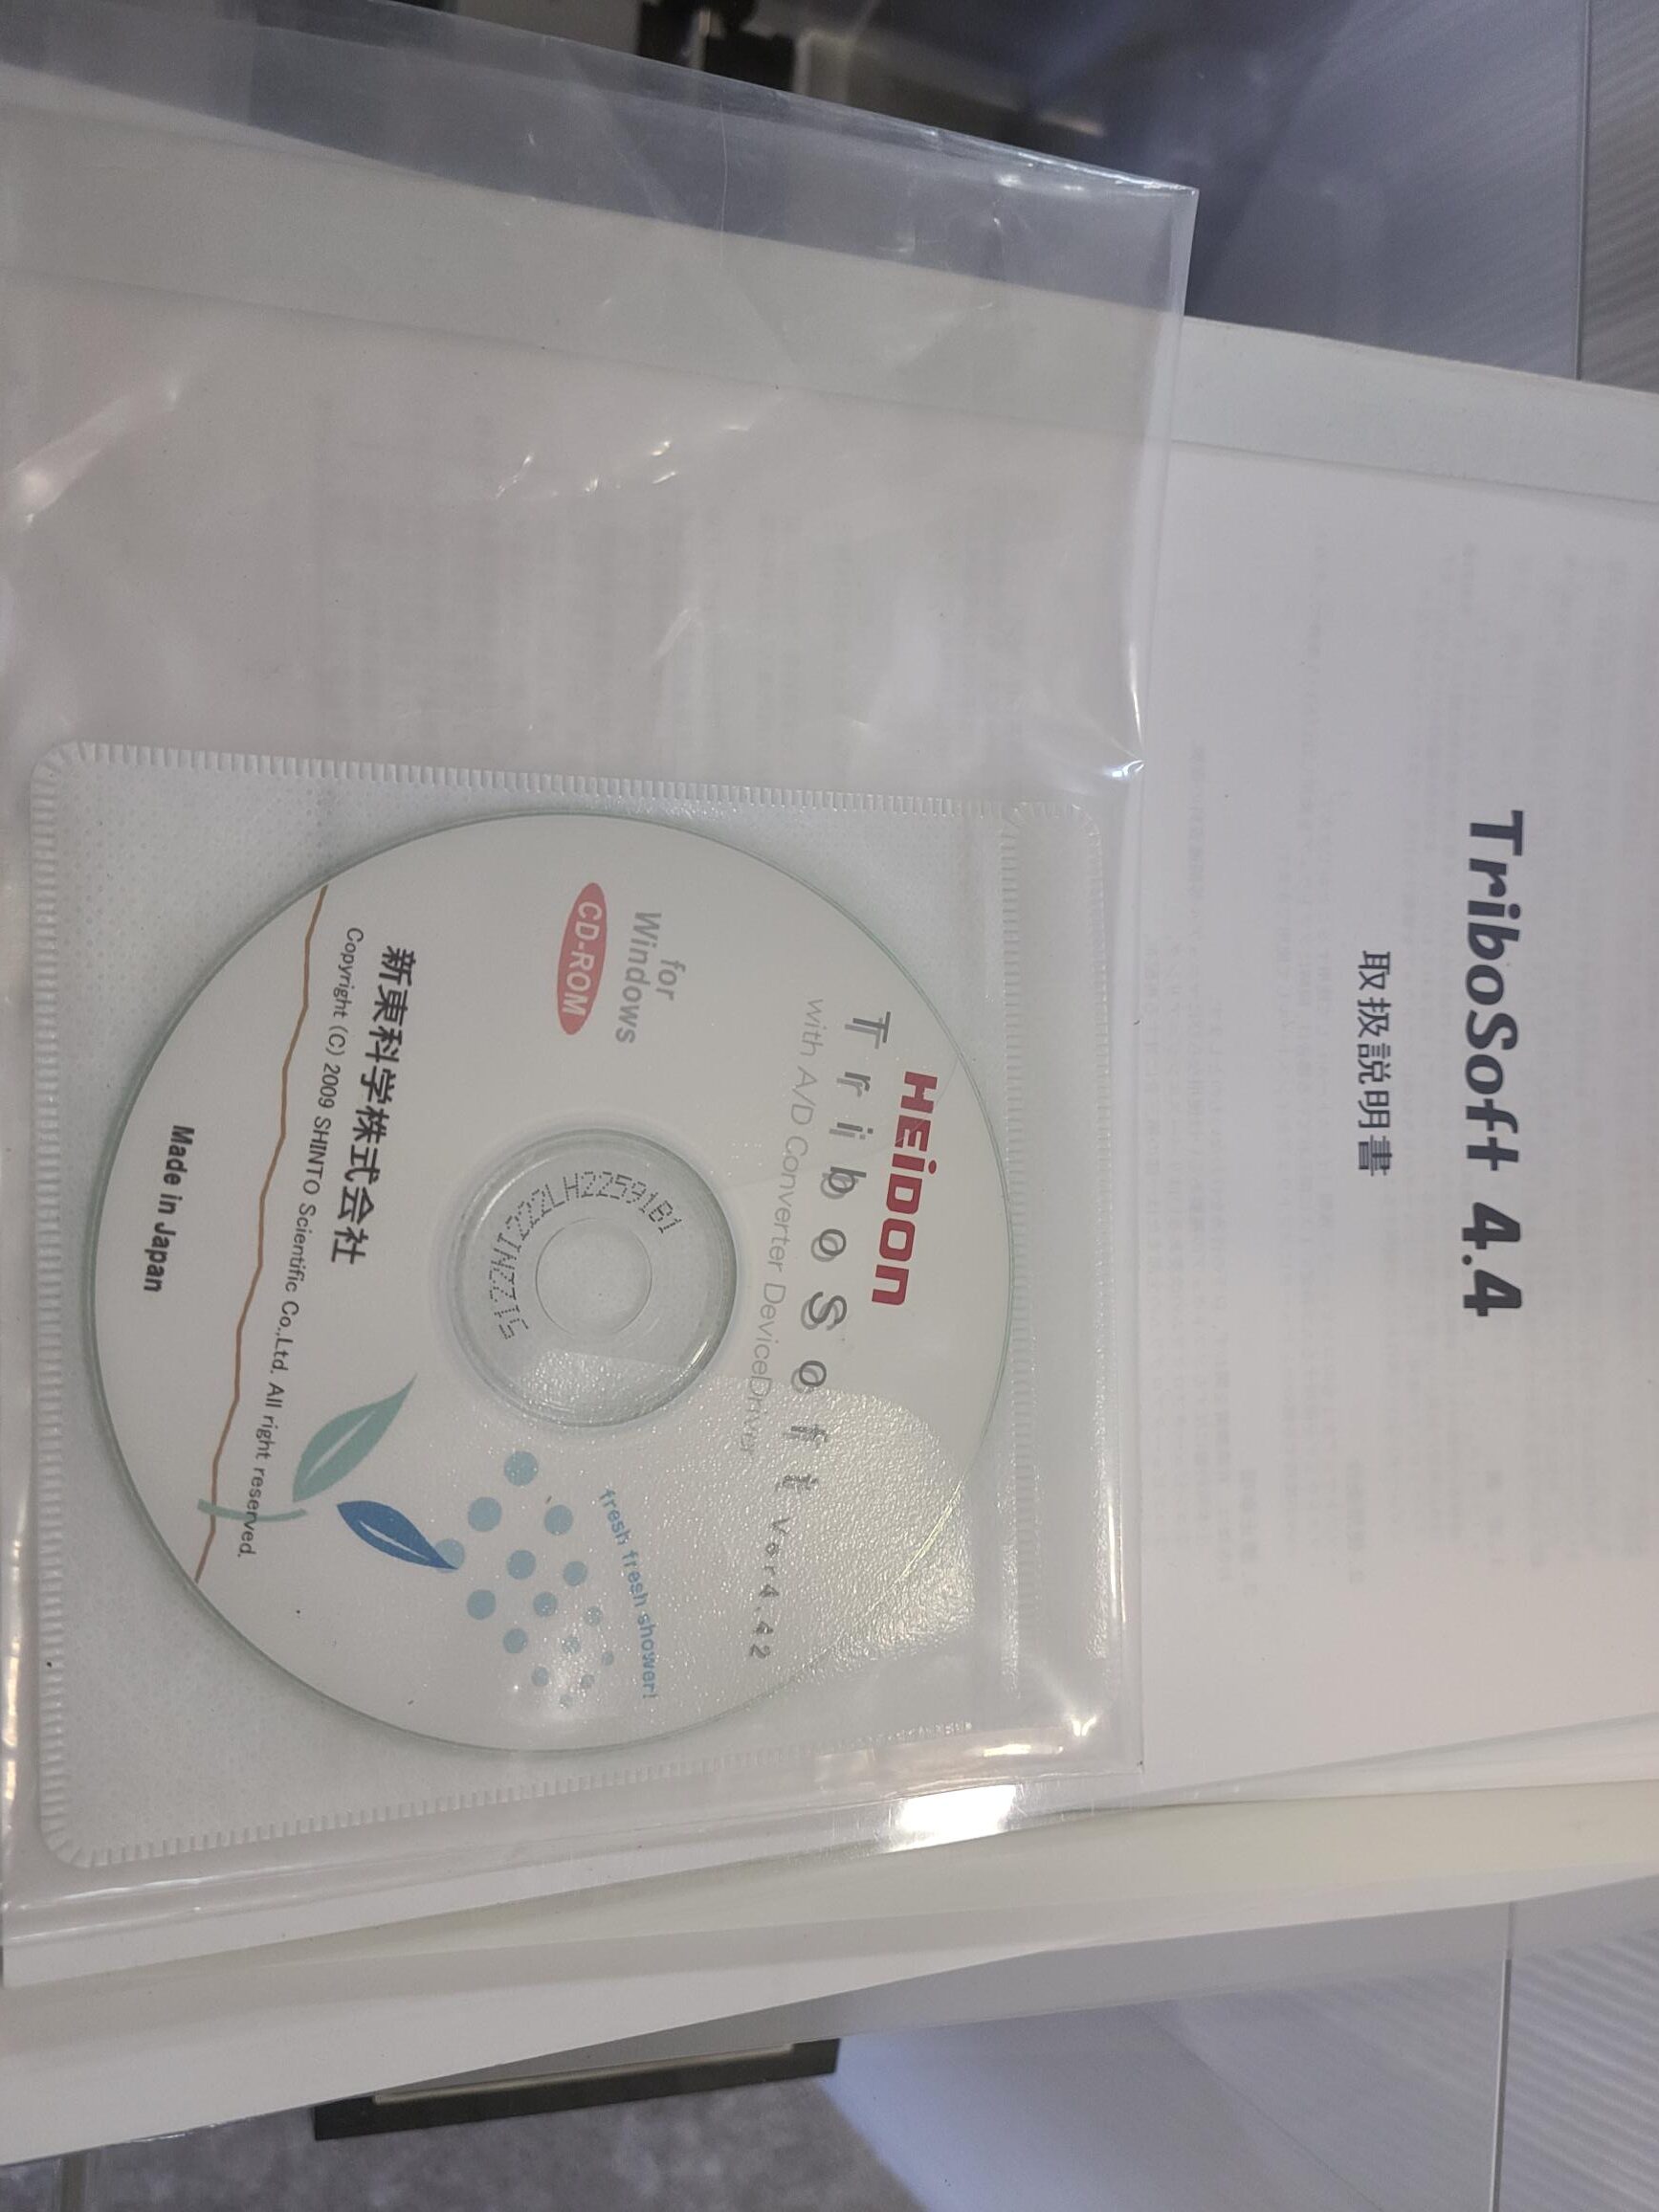 TriboSoft 4.4
取扱説明書
HEiDON
TriboSoft Ver4.42
with A/D Converter DeviceDriver
for
Windows
CD-ROM
fresh fresh shower!
新東科学株式会社
Copyright (C) 2009 SHINTO Scientific Co.,Ltd. All right reserved.
Made in Japan